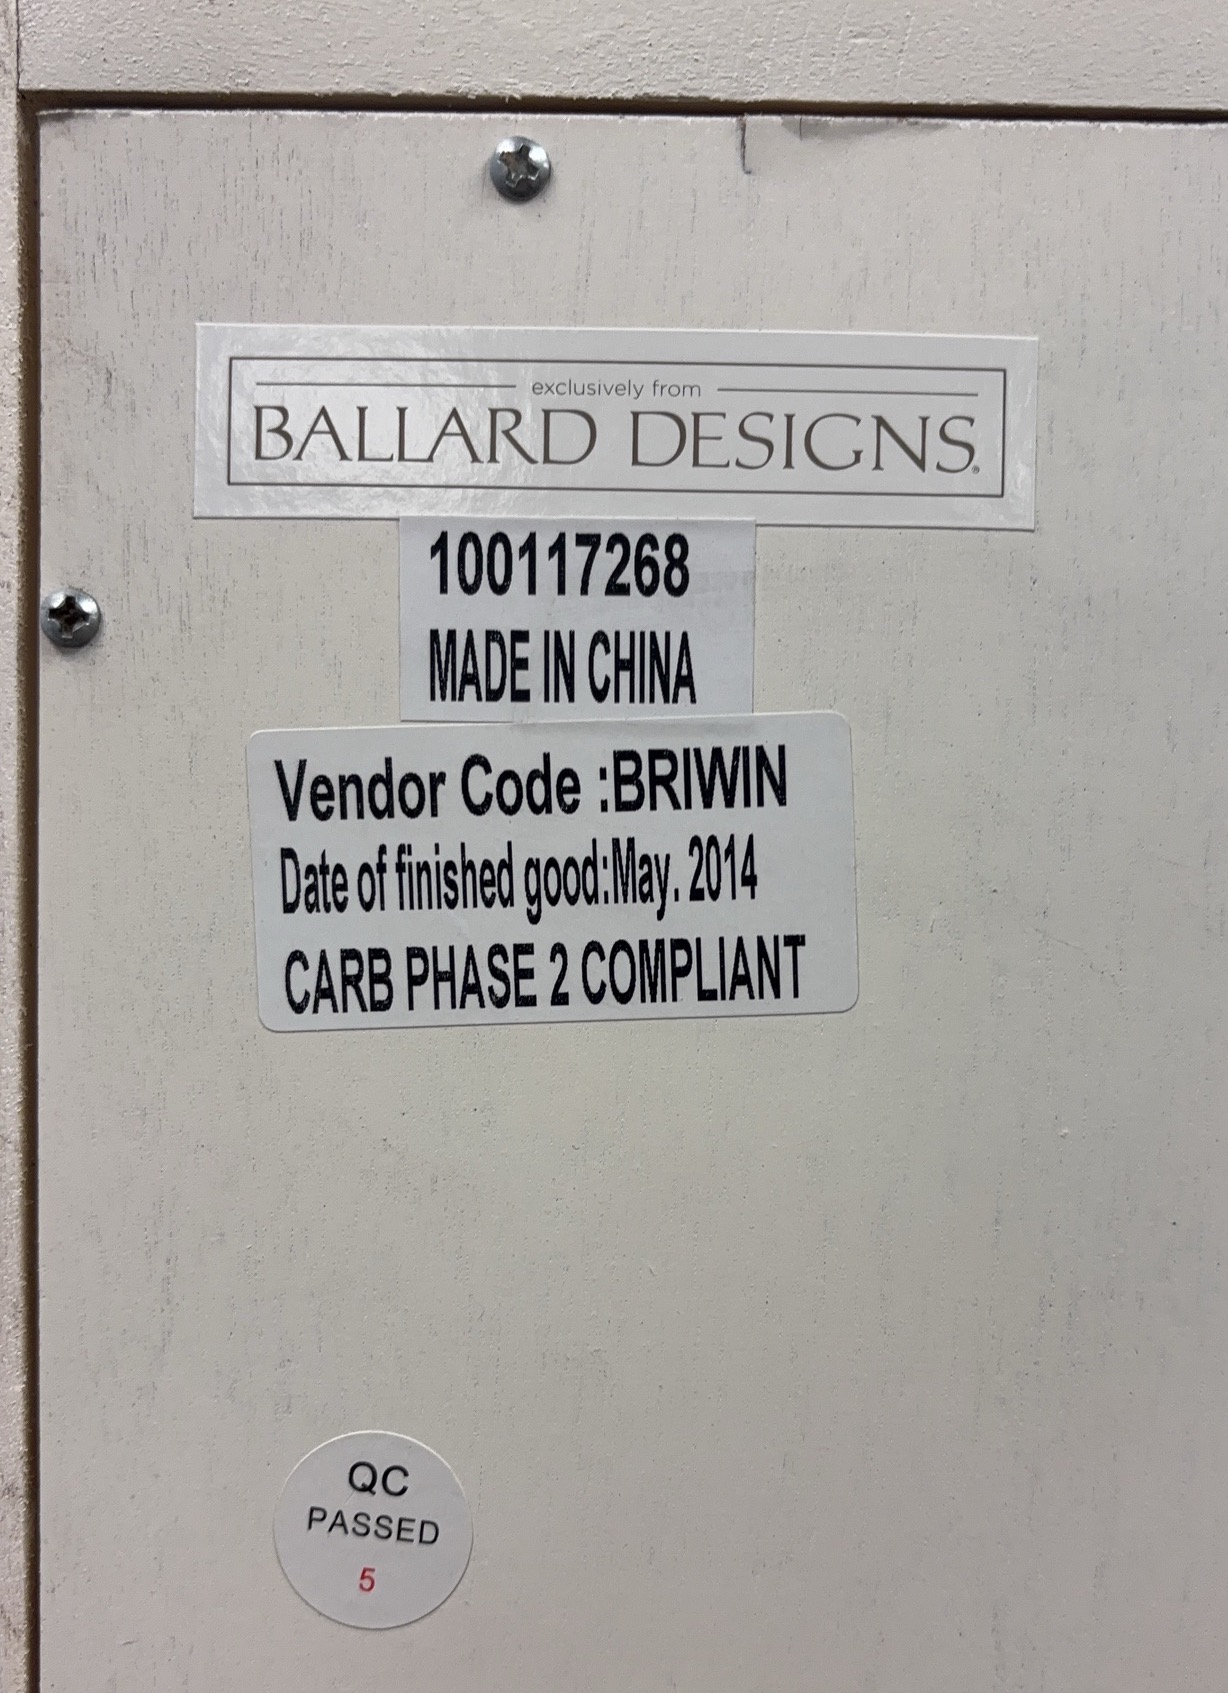 exclusively from
BALLARD DESIGNS®
100117268
MADE IN CHINA
Vendor Code :BRIWIN
Date of finished good:May. 2014
CARB PHASE 2 COMPLIANT
QC
PASSED
5